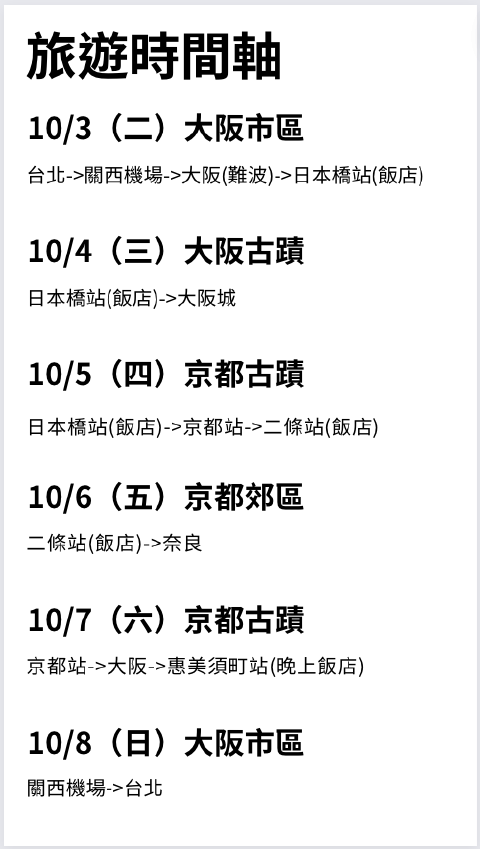 旅遊時間軸
10/3（二）大阪市區
台北->關西機場->大阪(難波)->日本橋站(飯店)
10/4（三）大阪古蹟
日本橋站(飯店)->大阪城
10/5（四）京都古蹟
日本橋站(飯店)->京都站->二條站(飯店)
10/6（五）京都郊區
二條站(飯店)->奈良
10/7（六）京都古蹟
京都站->大阪->惠美須町站(晚上飯店)
10/8（日）大阪市區
關西機場->台北